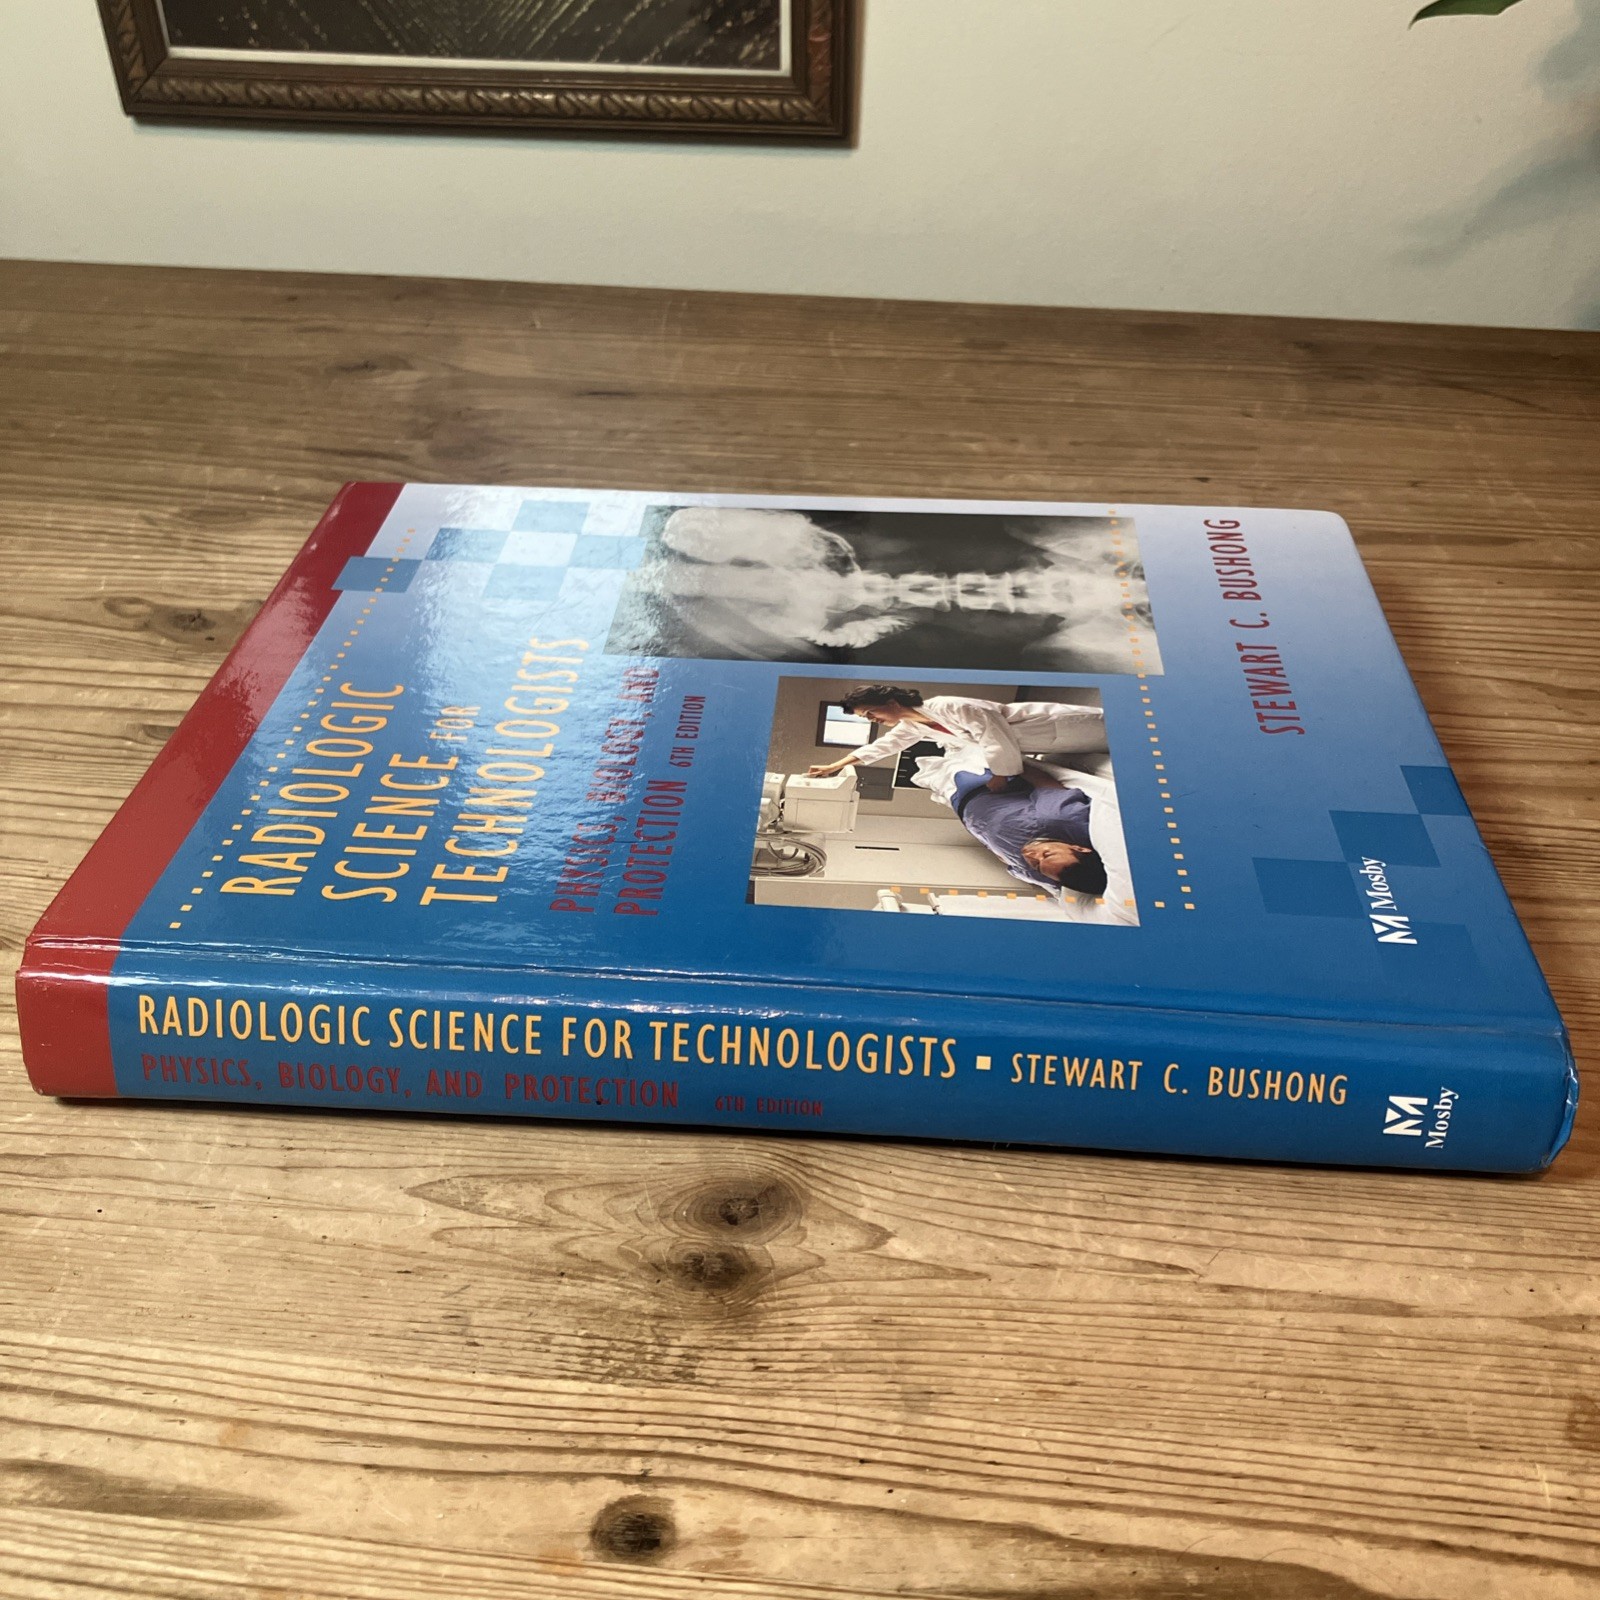 RADIOLOGIC
SCIENCE FOR
TECHNOLOGISTS
PHYSICS, BIOLOGY, AND
PROTECTION 6TH EDITION
STEWART C. BUSHONG
Mosby
RADIOLOGIC SCIENCE FOR TECHNOLOGISTS ▪ STEWART C. BUSHONG
PHYSICS, BIOLOGY, AND PROTECTION 6TH EDITION
Mosby